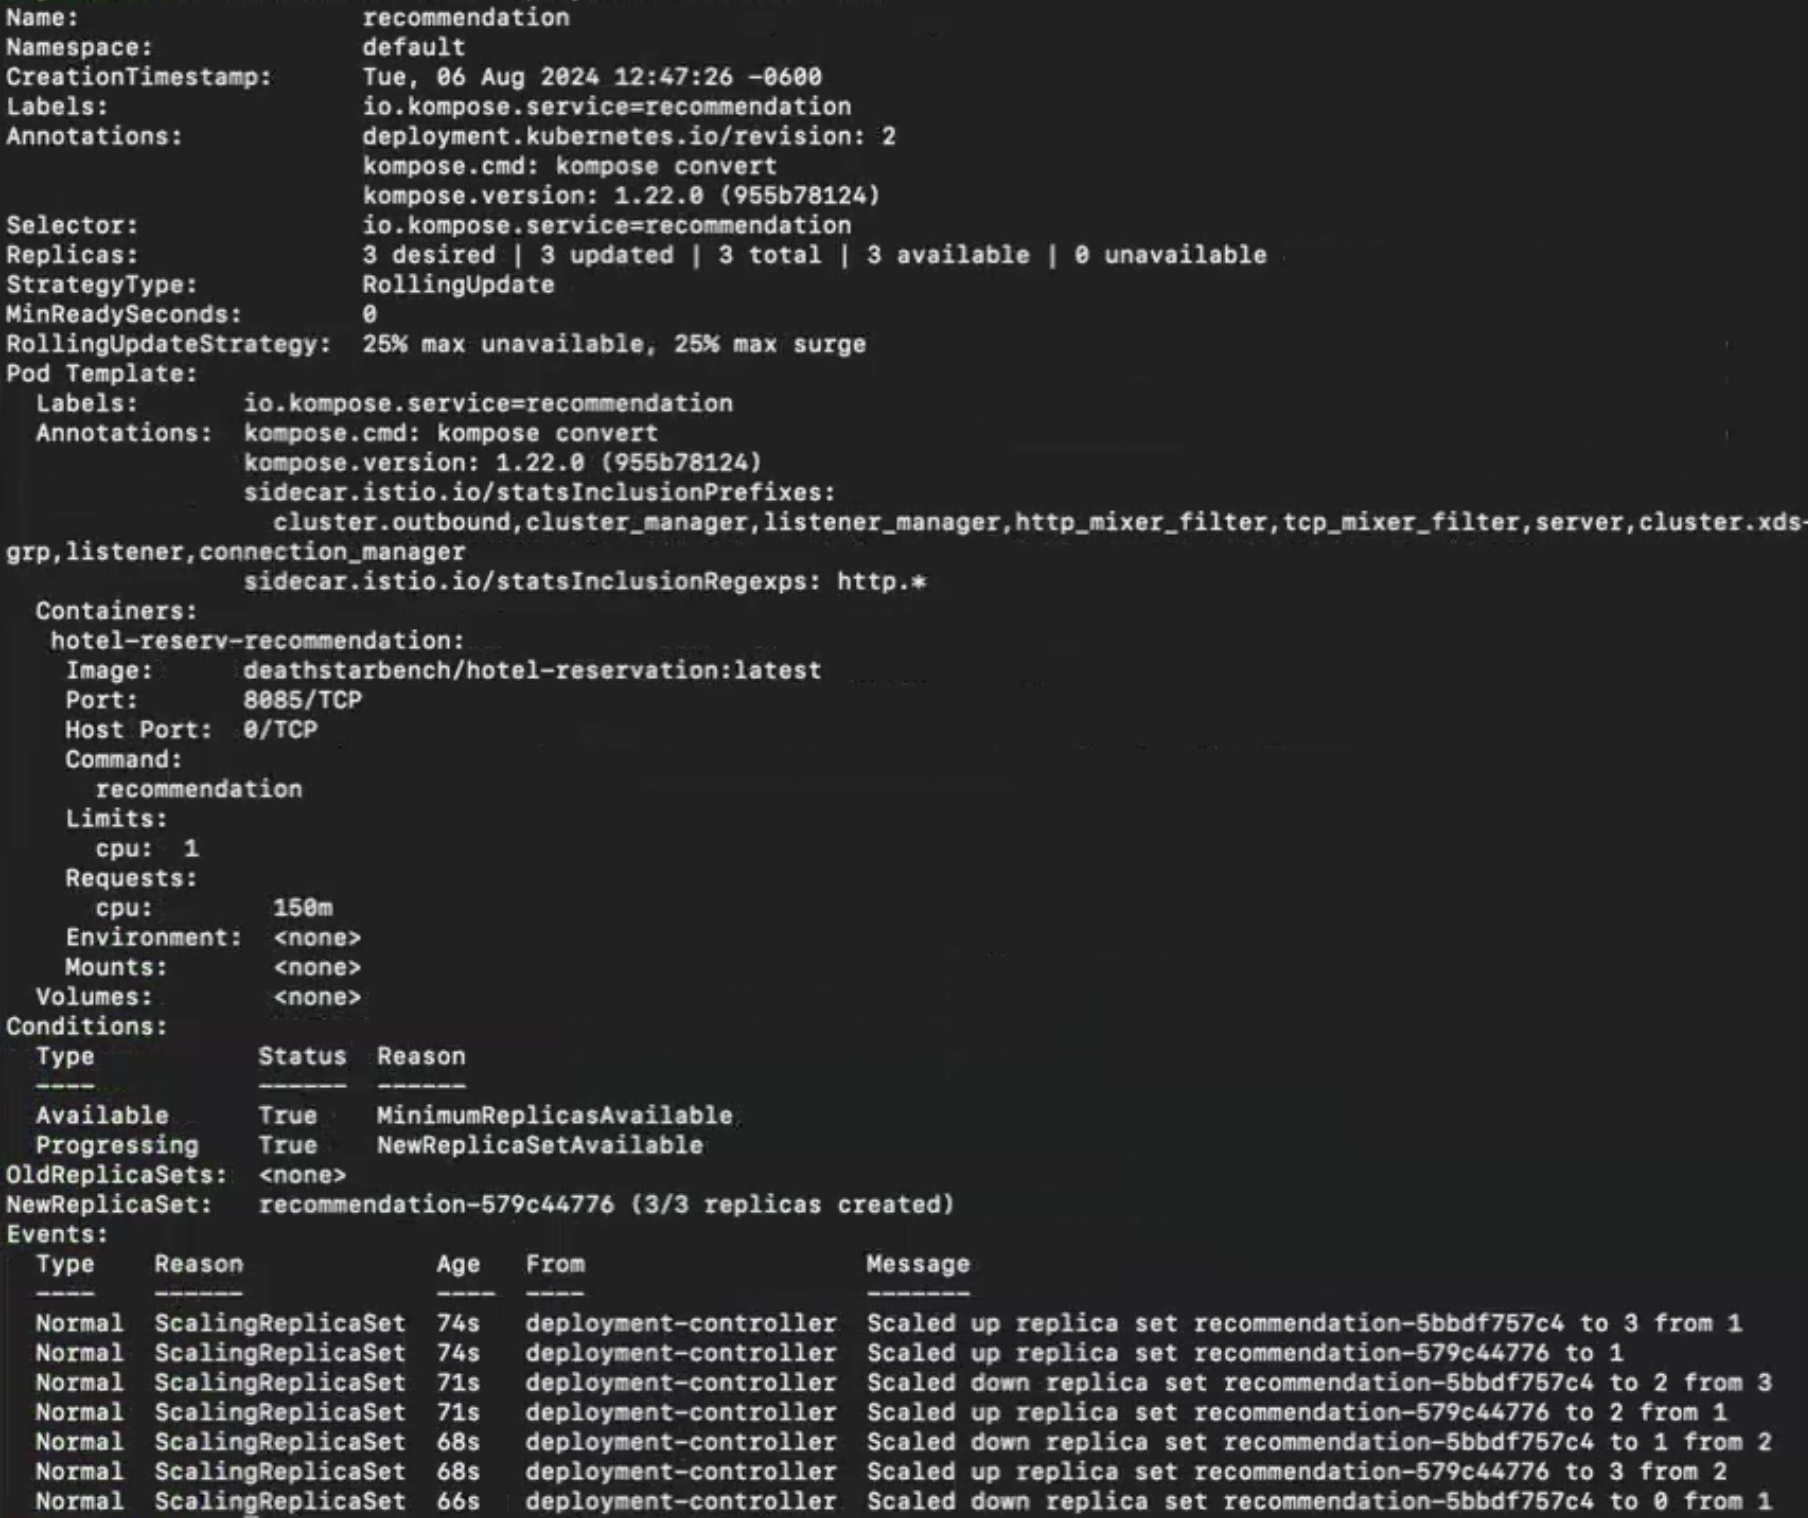 Name:                   recommendation
Namespace:              default
CreationTimestamp:      Tue, 06 Aug 2024 12:47:26 -0600
Labels:                 io.kompose.service=recommendation
Annotations:            deployment.kubernetes.io/revision: 2
                        kompose.cmd: kompose convert
                        kompose.version: 1.22.0 (955b78124)
Selector:               io.kompose.service=recommendation
Replicas:               3 desired | 3 updated | 3 total | 3 available | 0 unavailable
StrategyType:           RollingUpdate
MinReadySeconds:        0
RollingUpdateStrategy:  25% max unavailable, 25% max surge
Pod Template:
  Labels:       io.kompose.service=recommendation
  Annotations:  kompose.cmd: kompose convert
                kompose.version: 1.22.0 (955b78124)
                sidecar.istio.io/statsInclusionPrefixes:
                  cluster.outbound,cluster_manager,listener_manager,http_mixer_filter,tcp_mixer_filter,server,cluster.xds-
grp,listener,connection_manager
                sidecar.istio.io/statsInclusionRegexps: http.*
  Containers:
   hotel-reserv-recommendation:
    Image:      deathstarbench/hotel-reservation:latest
    Port:       8085/TCP
    Host Port:  0/TCP
    Command:
      recommendation
    Limits:
      cpu:  1
    Requests:
      cpu:        150m
    Environment:  <none>
    Mounts:       <none>
  Volumes:        <none>
Conditions:
  Type           Status  Reason
  ----           ------  ------
  Available      True    MinimumReplicasAvailable
  Progressing    True    NewReplicaSetAvailable
OldReplicaSets:  <none>
NewReplicaSet:   recommendation-579c44776 (3/3 replicas created)
Events:
  Type    Reason             Age   From                   Message
  ----    ------             ----  ----                   -------
  Normal  ScalingReplicaSet  74s   deployment-controller  Scaled up replica set recommendation-5bbdf757c4 to 3 from 1
  Normal  ScalingReplicaSet  74s   deployment-controller  Scaled up replica set recommendation-579c44776 to 1
  Normal  ScalingReplicaSet  71s   deployment-controller  Scaled down replica set recommendation-5bbdf757c4 to 2 from 3
  Normal  ScalingReplicaSet  71s   deployment-controller  Scaled up replica set recommendation-579c44776 to 2 from 1
  Normal  ScalingReplicaSet  68s   deployment-controller  Scaled down replica set recommendation-5bbdf757c4 to 1 from 2
  Normal  ScalingReplicaSet  68s   deployment-controller  Scaled up replica set recommendation-579c44776 to 3 from 2
  Normal  ScalingReplicaSet  66s   deployment-controller  Scaled down replica set recommendation-5bbdf757c4 to 0 from 1